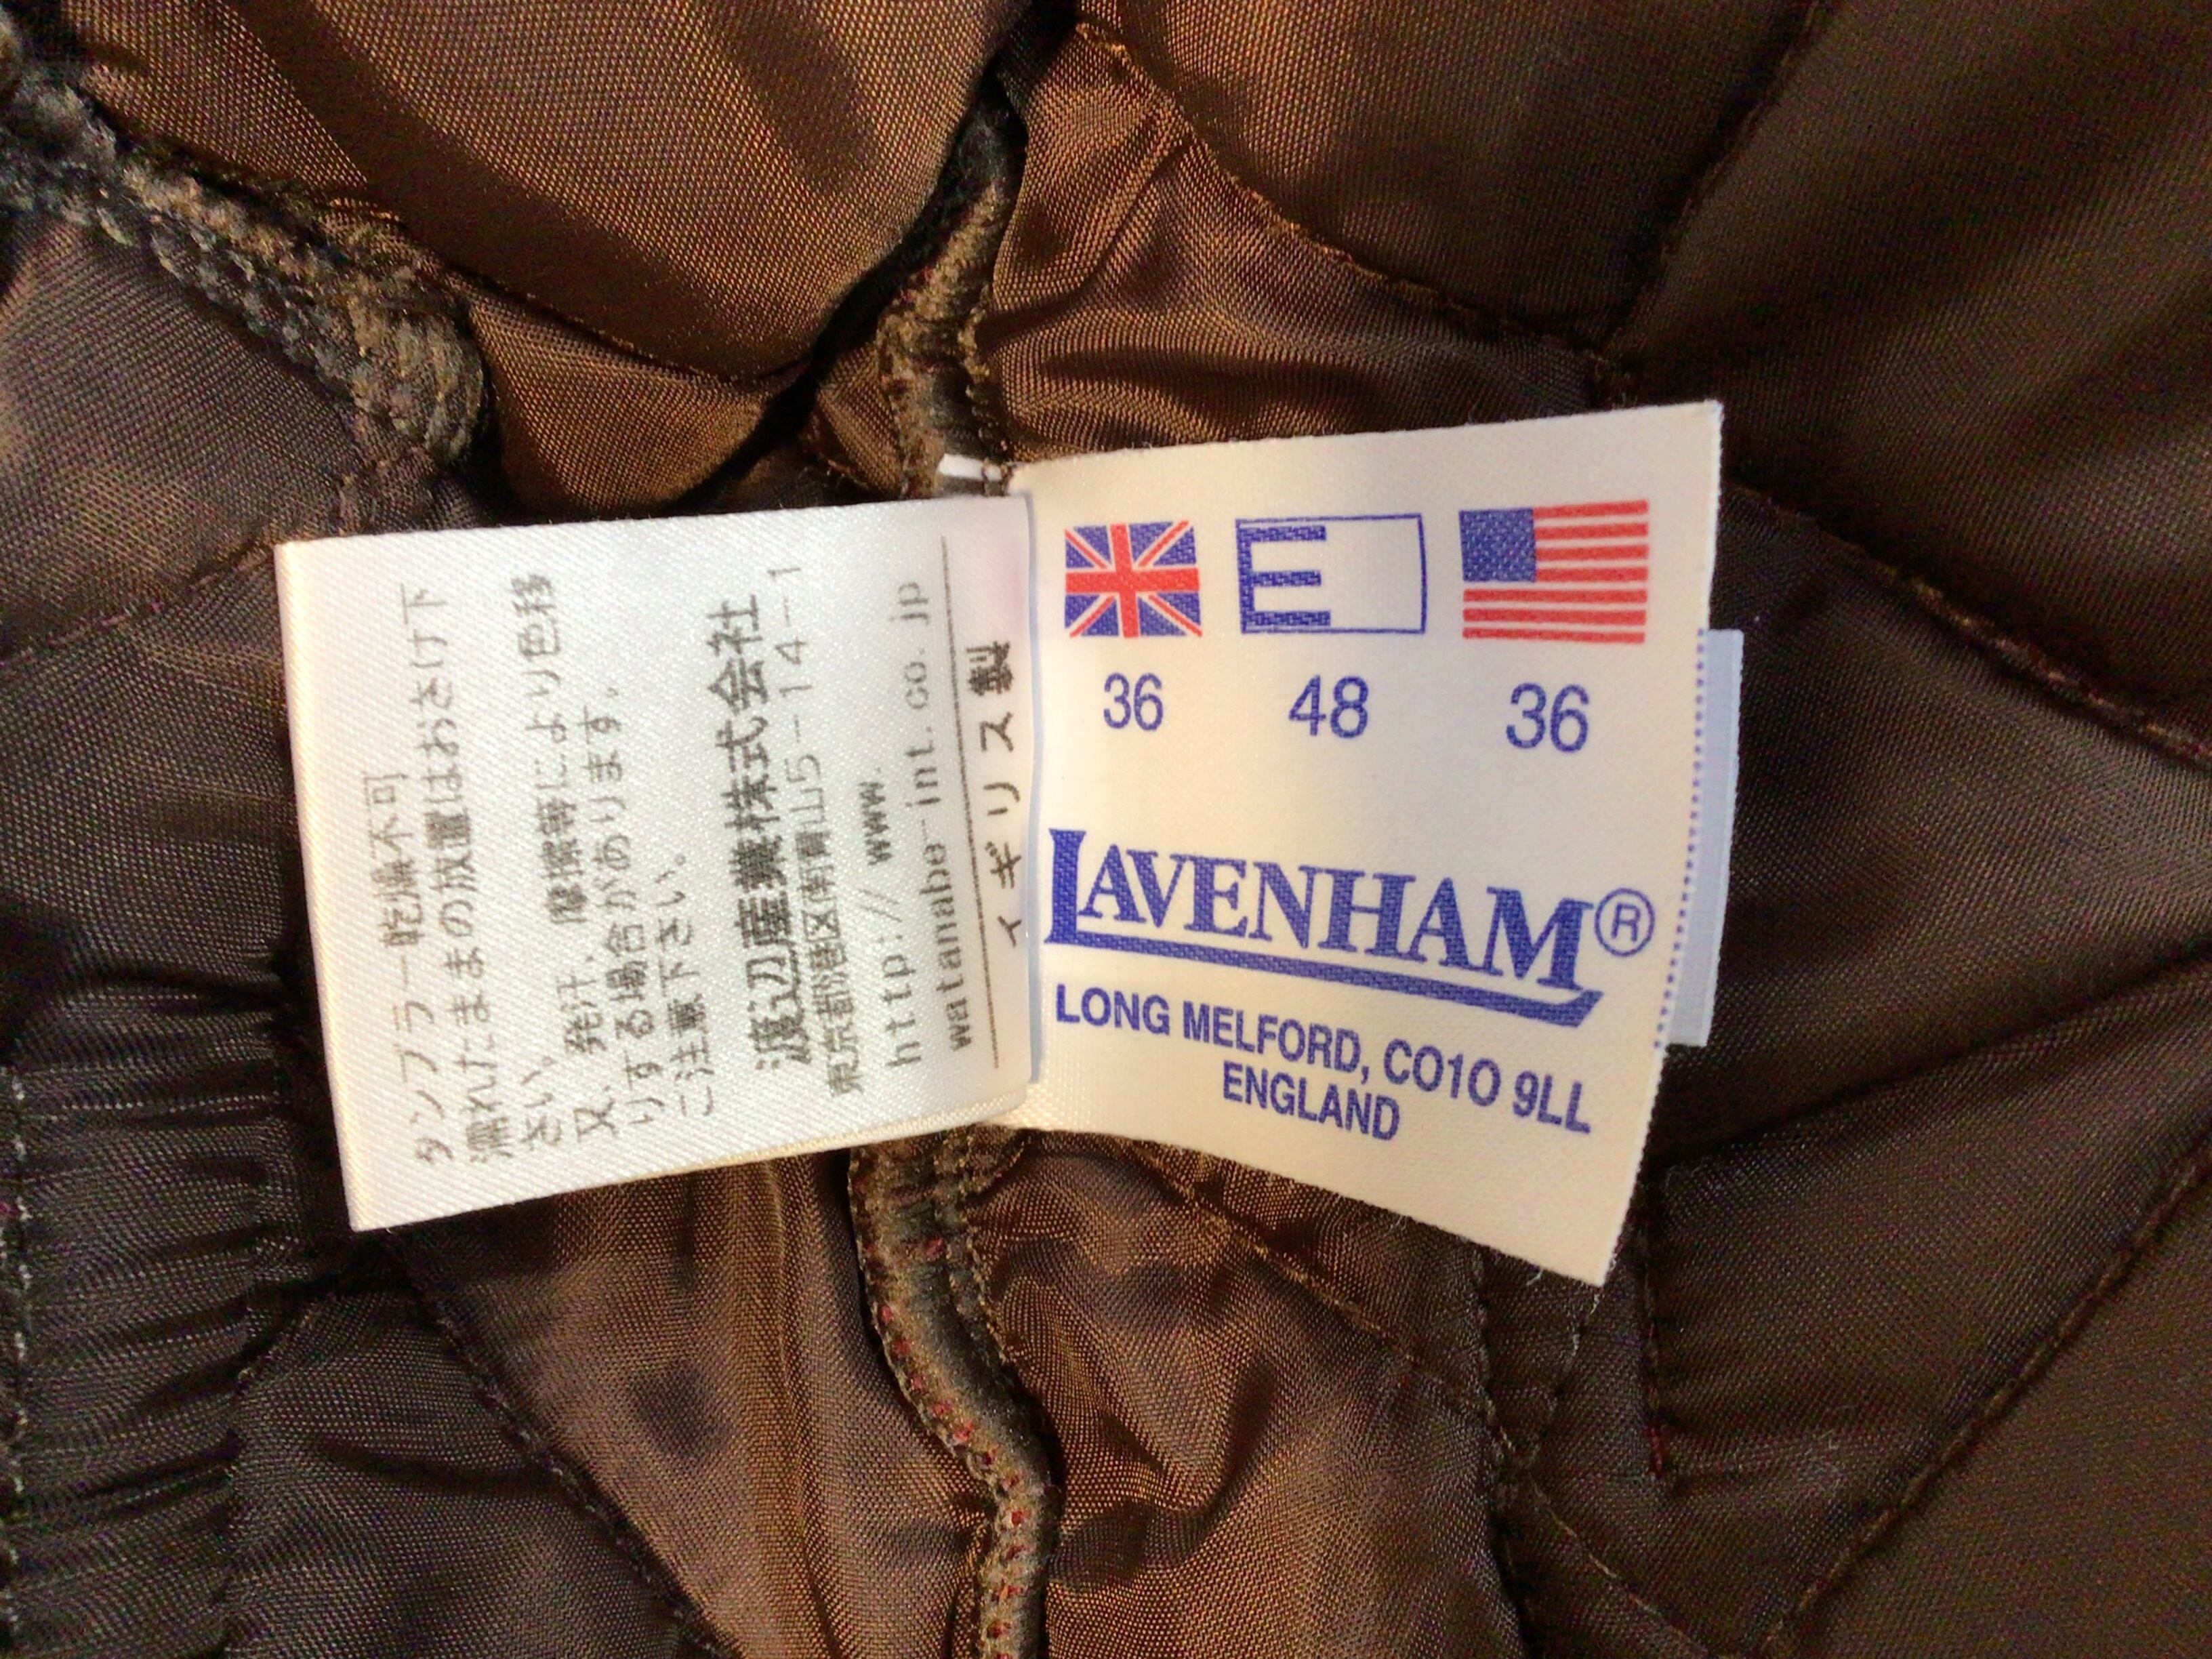 タンブラー乾燥不可
濡れたままの放置はおさけ下
さい。
又、発汗、摩擦等により色移
りする場合があります。
ご注意下さい。
渡辺産業株式会社
東京都港区南青山5-14-1
http://www.
watanabe-int.co.jp
イギリス製
E
36 48 36
LAVENHAM®
LONG MELFORD, CO10 9LL
ENGLAND